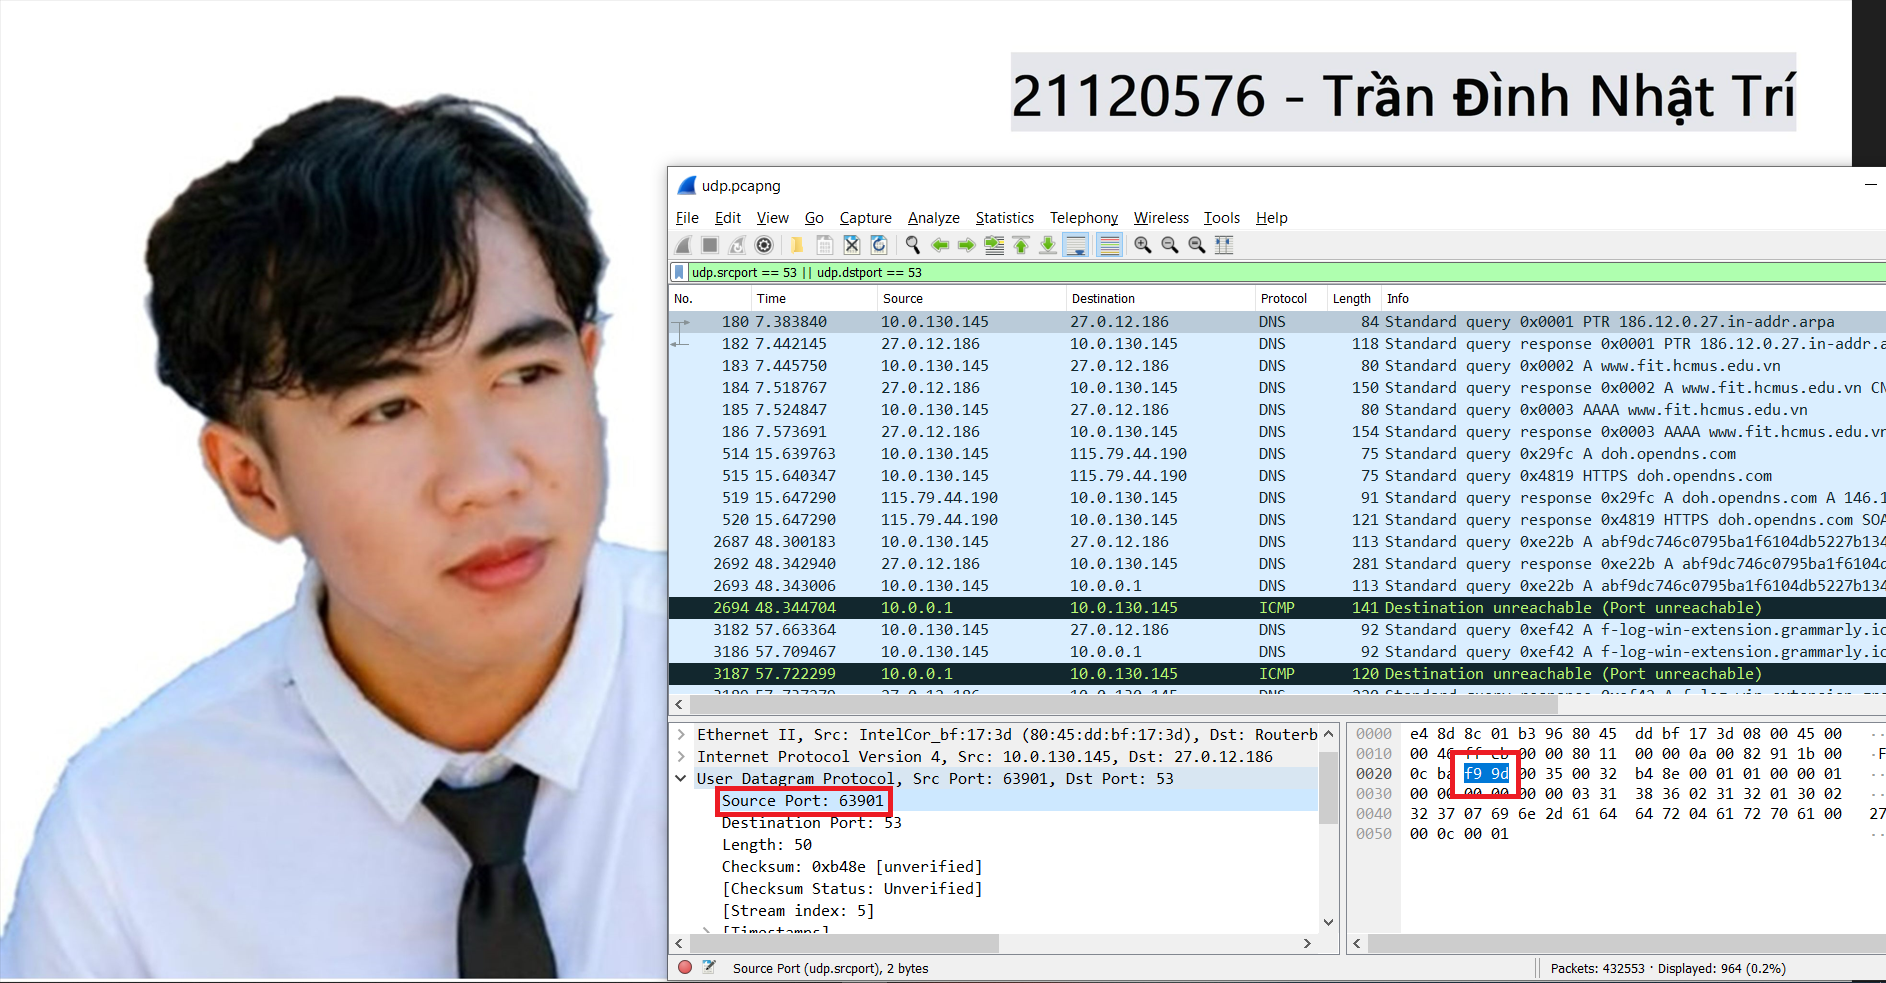 21120576 - Trần Đình Nhật Trí
udp.pcapng
File Edit View Go Capture Analyze Statistics Telephony Wireless Tools Help
udp.srcport == 53 || udp.dstport == 53
No. Time Source Destination Protocol Length Info
180 7.383840 10.0.130.145 27.0.12.186 DNS 84 Standard query 0x0001 PTR 186.12.0.27.in-addr.arpa
182 7.442145 27.0.12.186 10.0.130.145 DNS 118 Standard query response 0x0001 PTR 186.12.0.27.in-addr.a
183 7.445750 10.0.130.145 27.0.12.186 DNS 80 Standard query 0x0002 A www.fit.hcmus.edu.vn
184 7.518767 27.0.12.186 10.0.130.145 DNS 150 Standard query response 0x0002 A www.fit.hcmus.edu.vn CN
185 7.524847 10.0.130.145 27.0.12.186 DNS 80 Standard query 0x0003 AAAA www.fit.hcmus.edu.vn
186 7.573691 27.0.12.186 10.0.130.145 DNS 154 Standard query response 0x0003 AAAA www.fit.hcmus.edu.vn
514 15.639763 10.0.130.145 115.79.44.190 DNS 75 Standard query 0x29fc A doh.opendns.com
515 15.640347 10.0.130.145 115.79.44.190 DNS 75 Standard query 0x4819 HTTPS doh.opendns.com
519 15.647290 115.79.44.190 10.0.130.145 DNS 91 Standard query response 0x29fc A doh.opendns.com A 146.1
520 15.647290 115.79.44.190 10.0.130.145 DNS 121 Standard query response 0x4819 HTTPS doh.opendns.com SOA
2687 48.300183 10.0.130.145 27.0.12.186 DNS 113 Standard query 0xe22b A abf9dc746c0795ba1f6104db5227b134
2692 48.342940 27.0.12.186 10.0.130.145 DNS 281 Standard query response 0xe22b A abf9dc746c0795ba1f6104d
2693 48.343006 10.0.130.145 10.0.0.1 DNS 113 Standard query 0xe22b A abf9dc746c0795ba1f6104db5227b134
2694 48.344704 10.0.0.1 10.0.130.145 ICMP 141 Destination unreachable (Port unreachable)
3182 57.663364 10.0.130.145 27.0.12.186 DNS 92 Standard query 0xef42 A f-log-win-extension.grammarly.ic
3186 57.709467 10.0.130.145 10.0.0.1 DNS 92 Standard query 0xef42 A f-log-win-extension.grammarly.ic
3187 57.722299 10.0.0.1 10.0.130.145 ICMP 120 Destination unreachable (Port unreachable)
Ethernet II, Src: IntelCor_bf:17:3d (80:45:dd:bf:17:3d), Dst: Routerb
Internet Protocol Version 4, Src: 10.0.130.145, Dst: 27.0.12.186
User Datagram Protocol, Src Port: 63901, Dst Port: 53
Source Port: 63901
Destination Port: 53
Length: 50
Checksum: 0xb48e [unverified]
[Checksum Status: Unverified]
[Stream index: 5]
[Timestamps]
0000 e4 8d 8c 01 b3 96 80 45 dd bf 17 3d 08 00 45 00 ··
0010 00 46 ff cb 00 00 80 11 00 00 0a 00 82 91 1b 00 ·F
0020 0c ba f9 9d 00 35 00 32 b4 8e 00 01 01 00 00 01 ··
0030 00 00 00 00 00 00 03 31 38 36 02 31 32 01 30 02 ··
0040 32 37 07 69 6e 2d 61 64 64 72 04 61 72 70 61 00 27
0050 00 0c 00 01 ··
Source Port (udp.srcport), 2 bytes
Packets: 432553 · Displayed: 964 (0.2%)